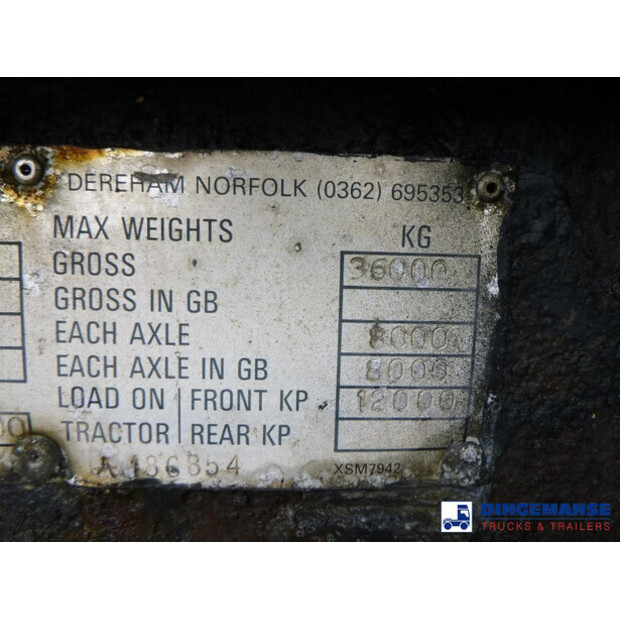 DEREHAM NORFOLK (0362) 695353
MAX WEIGHTS KG
GROSS 36000
GROSS IN GB
EACH AXLE 8000
EACH AXLE IN GB 8000
LOAD ON FRONT KP 12000
TRACTOR REAR KP
A 136854
XSM7942
DINGEMANSE
TRUCKS & TRAILERS